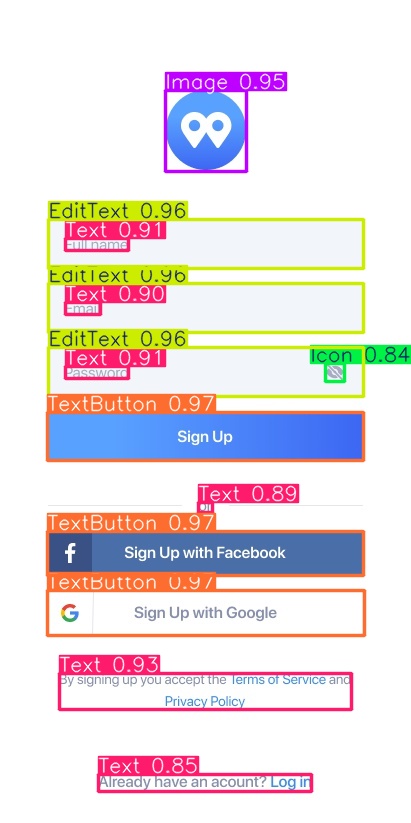 Image 0.95
EditText 0.96
Text 0.91
Full name
EditText 0.96
Text 0.90
Email
EditText 0.96
Text 0.91
Icon 0.84
Password
TextButton 0.97
Sign Up
Text 0.89
TextButton 0.97
Sign Up with Facebook
TextButton 0.97
Sign Up with Google
Text 0.93
By signing up you accept the Terms of Service and
Privacy Policy
Text 0.85
Already have an acount? Log in